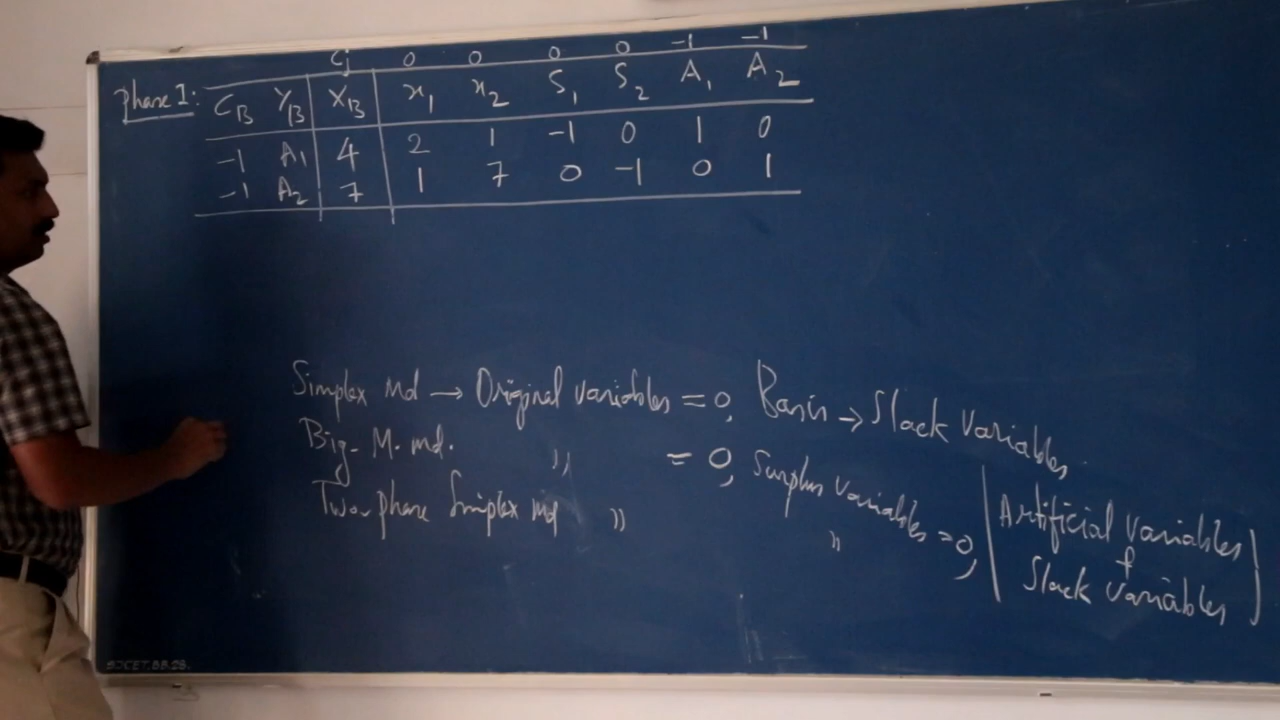 Cj 0 0 0 0 -1 -1
Phase 1: CB YB XB x1 x2 S1 S2 A1 A2
-1 A1 4 2 1 -1 0 1 0
-1 A2 7 1 7 0 -1 0 1
Simplex Md → Original variables = 0, Basis → Slack Variables
Big-M. md. " = 0, Surplus variables = 0, Artificial variables
Two phase Simplex Md " " + Slack variables
SJCET.BB.28.